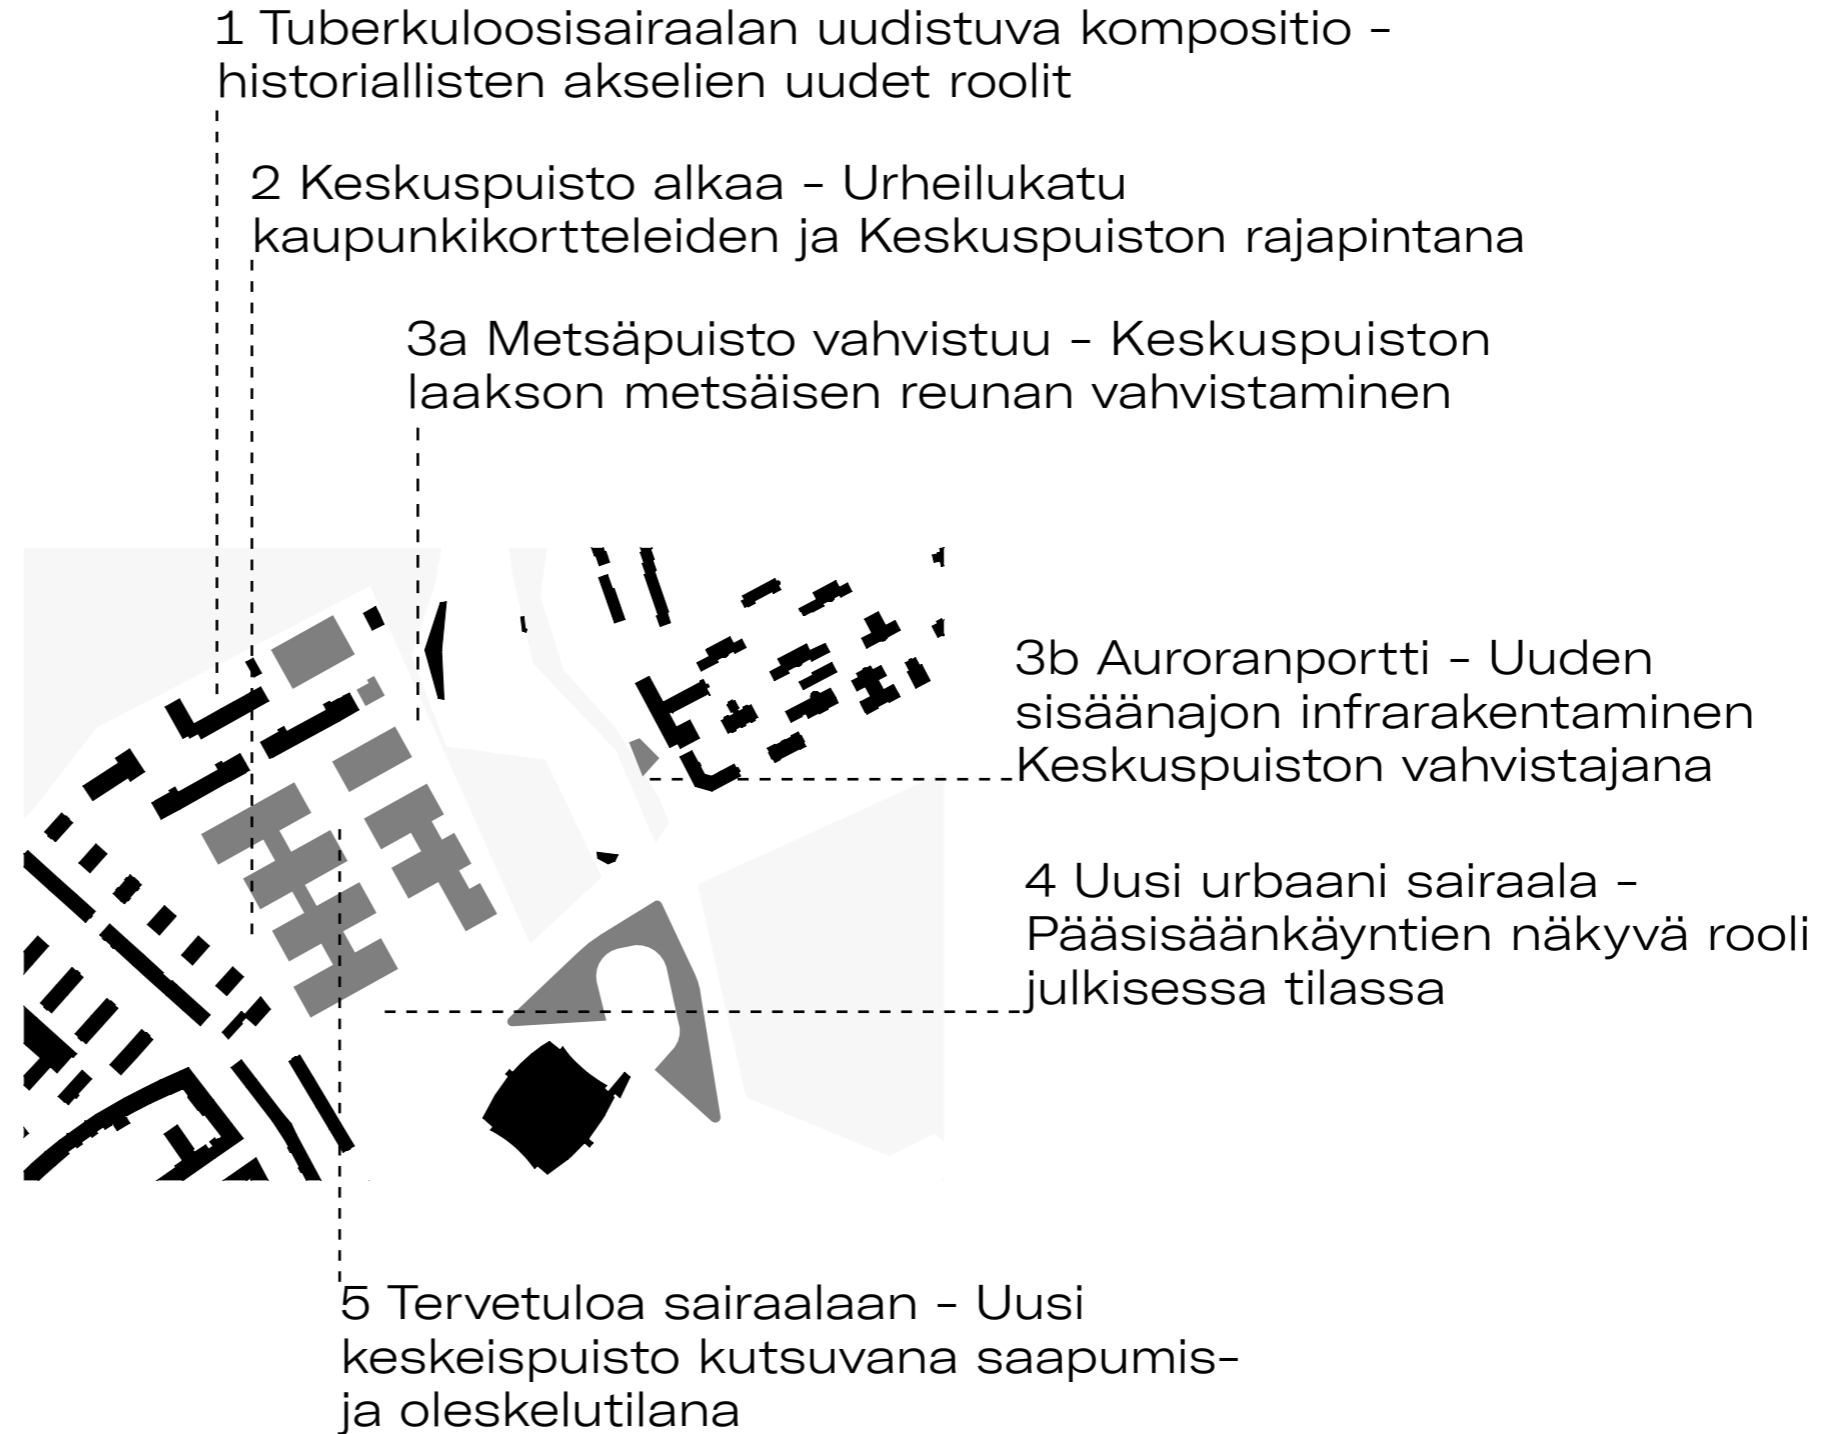 1 Tuberkuloosisairaalan uudistuva kompositio -
historiallisten akselien uudet roolit
2 Keskuspuisto alkaa - Urheilukatu
kaupunkikortteleiden ja Keskuspuiston rajapintana
3a Metsäpuisto vahvistuu - Keskuspuiston
laakson metsäisen reunan vahvistaminen
3b Auroranportti - Uuden
sisäänajon infrarakentaminen
Keskuspuiston vahvistajana
4 Uusi urbaani sairaala -
Pääsisäänkäyntien näkyvä rooli
julkisessa tilassa
5 Tervetuloa sairaalaan - Uusi
keskeispuisto kutsuvana saapumis-
ja oleskelutilana